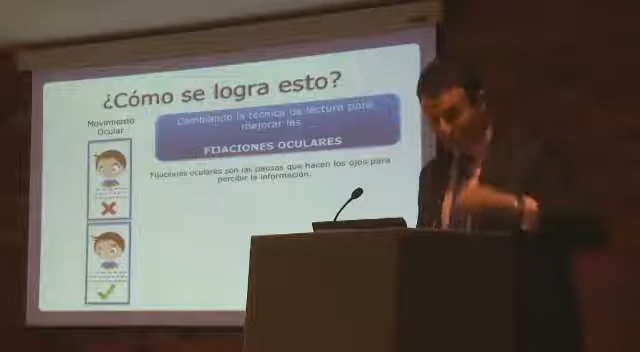 ¿Cómo se logra esto?
Movimiento
Ocular
Cambiando la técnica de lectura para
mejorar las
FIJACIONES OCULARES
Fijaciones oculares son las pausas que hacen los ojos para
percibir la información.